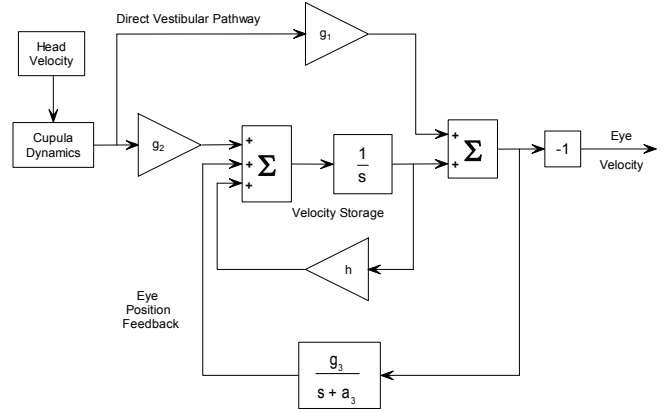 Direct Vestibular Pathway
Head
Velocity
g1
Cupula
Dynamics
g2
+
+
+
Σ
1
s
+
+
Σ
-1
Eye
Velocity
Velocity Storage
h
Eye
Position
Feedback
g3
s + a3